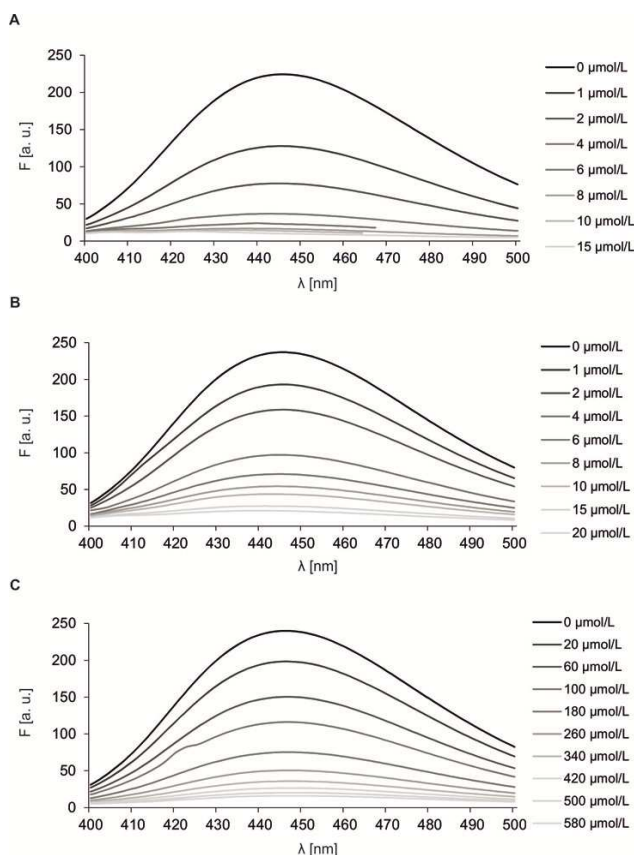 A
F [a. u.]
250
200
150
100
50
0
400 410 420 430 440 450 460 470 480 490 500
λ [nm]
0 µmol/L
1 µmol/L
2 µmol/L
4 µmol/L
6 µmol/L
8 µmol/L
10 µmol/L
15 µmol/L
B
F [a. u.]
250
200
150
100
50
0
400 410 420 430 440 450 460 470 480 490 500
λ [nm]
0 µmol/L
1 µmol/L
2 µmol/L
4 µmol/L
6 µmol/L
8 µmol/L
10 µmol/L
15 µmol/L
20 µmol/L
C
F [a. u.]
250
200
150
100
50
0
400 410 420 430 440 450 460 470 480 490 500
λ [nm]
0 µmol/L
20 µmol/L
60 µmol/L
100 µmol/L
180 µmol/L
260 µmol/L
340 µmol/L
420 µmol/L
500 µmol/L
580 µmol/L